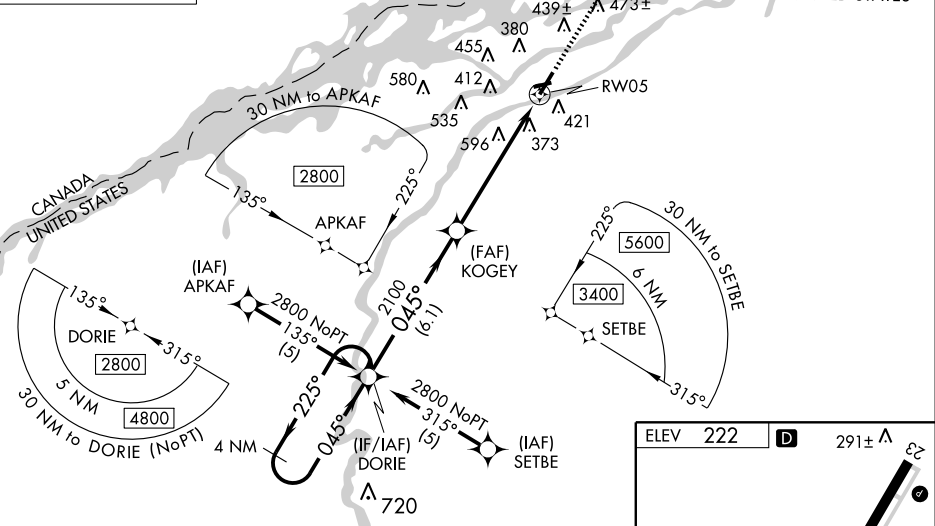 439±
473±
380
455
580
412
RW05
535
421
596
373
30 NM to APKAF
2800
135°
225°
APKAF
CANADA
UNITED STATES
30 NM to SETBE
225°
5600
6 NM
3400
SETBE
315°
(FAF)
KOGEY
2100
045°
(6.1)
(IAF)
APKAF
2800 NoPT
135°
(5)
135°
DORIE
315°
2800
5 NM
4800
30 NM to DORIE (NoPT)
225°
045°
4 NM
(IF/IAF)
DORIE
2800 NoPT
315°
(5)
(IAF)
SETBE
720
ELEV 222
D
291±
23
P